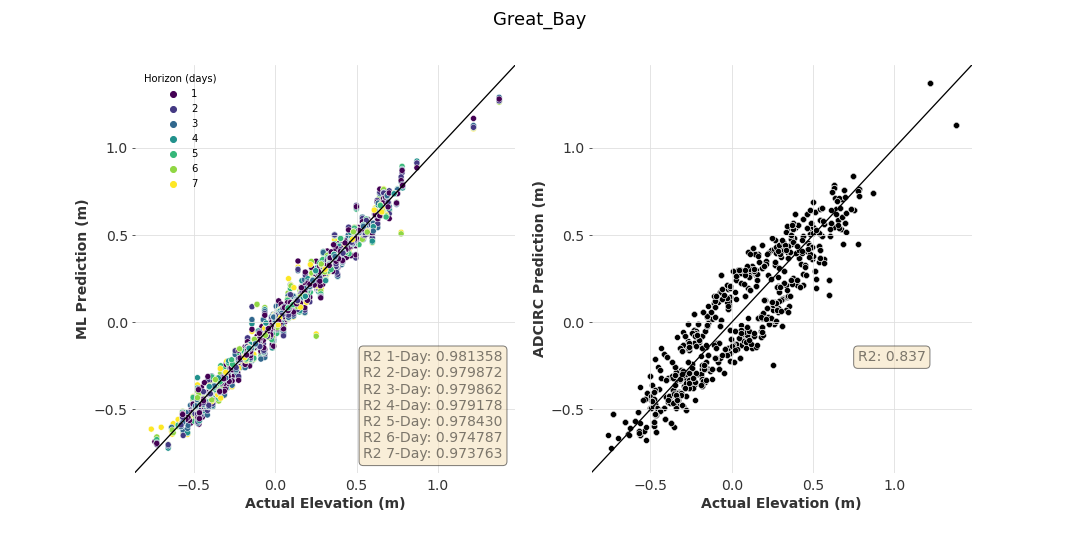 Great_Bay
Horizon (days)
1
2
3
4
5
6
7
ML Prediction (m)
1.0
0.5
0.0
−0.5
−0.5
0.0
0.5
1.0
Actual Elevation (m)
R2 1-Day: 0.981358
R2 2-Day: 0.979872
R2 3-Day: 0.979862
R2 4-Day: 0.979178
R2 5-Day: 0.978430
R2 6-Day: 0.974787
R2 7-Day: 0.973763
ADCIRC Prediction (m)
1.0
0.5
0.0
−0.5
−0.5
0.0
0.5
1.0
Actual Elevation (m)
R2: 0.837